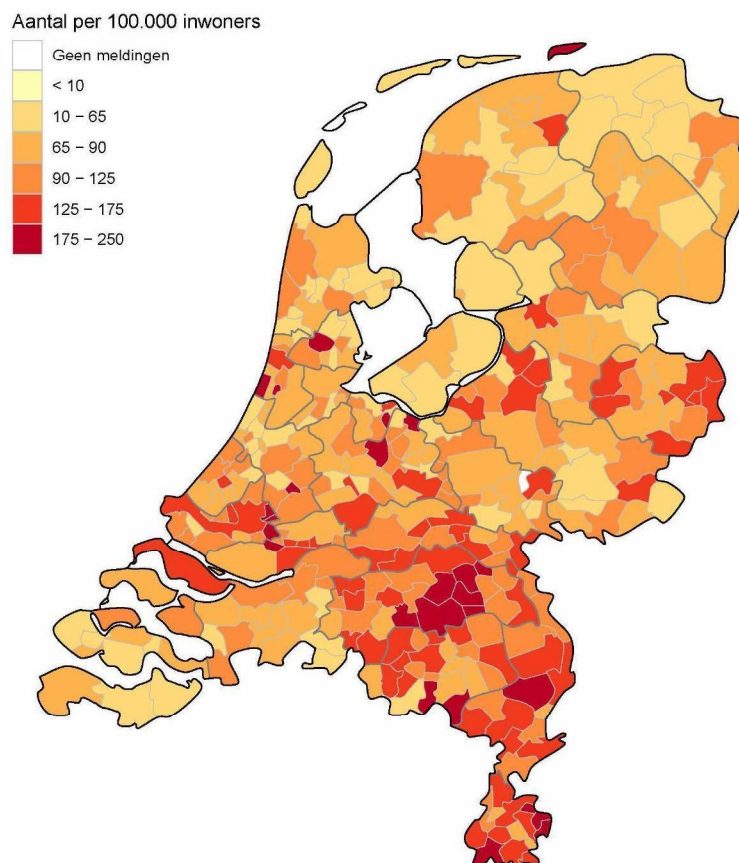 Aantal per 100.000 inwoners
Geen meldingen
< 10
10 – 65
65 – 90
90 – 125
125 – 175
175 – 250